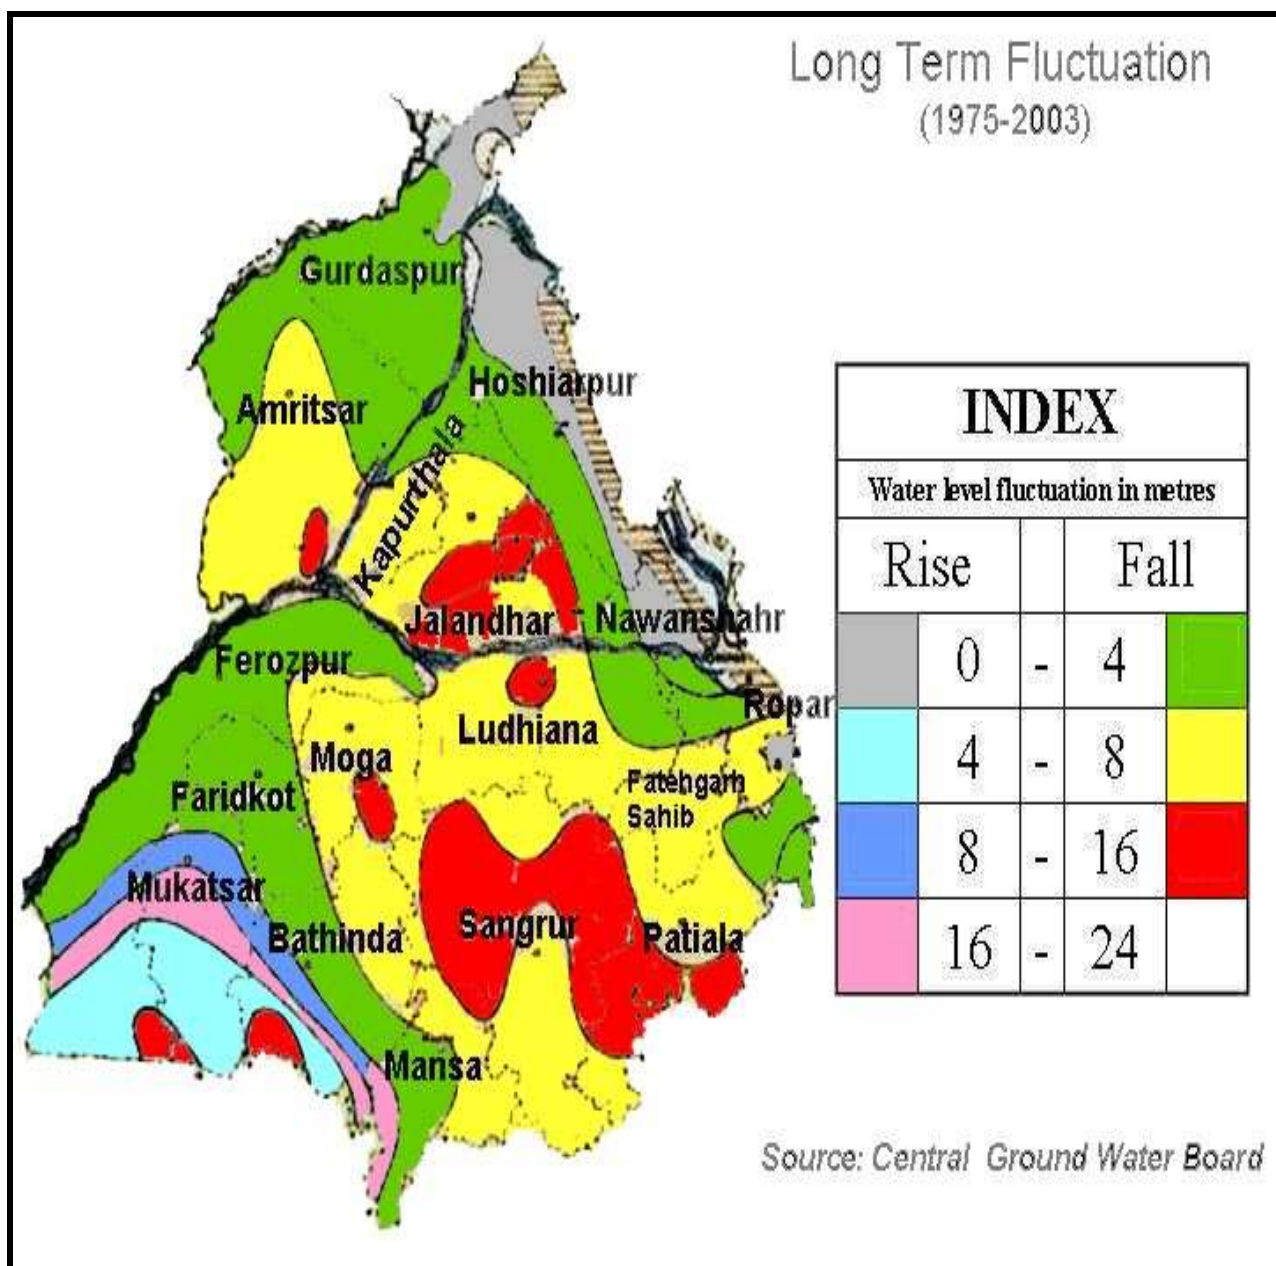 Long Term Fluctuation
(1975-2003)
Gurdaspur
Hoshiarpur
Amritsar
Kapurthala
Jalandhar
Nawanshahr
Ferozpur
Ropar
Ludhiana
Moga
Fatehgarh
Sahib
Faridkot
Mukatsar
Sangrur
Patiala
Bathinda
Mansa
INDEX
Water level fluctuation in metres
Rise Fall
0 - 4
4 - 8
8 - 16
16 - 24
Source: Central Ground Water Board